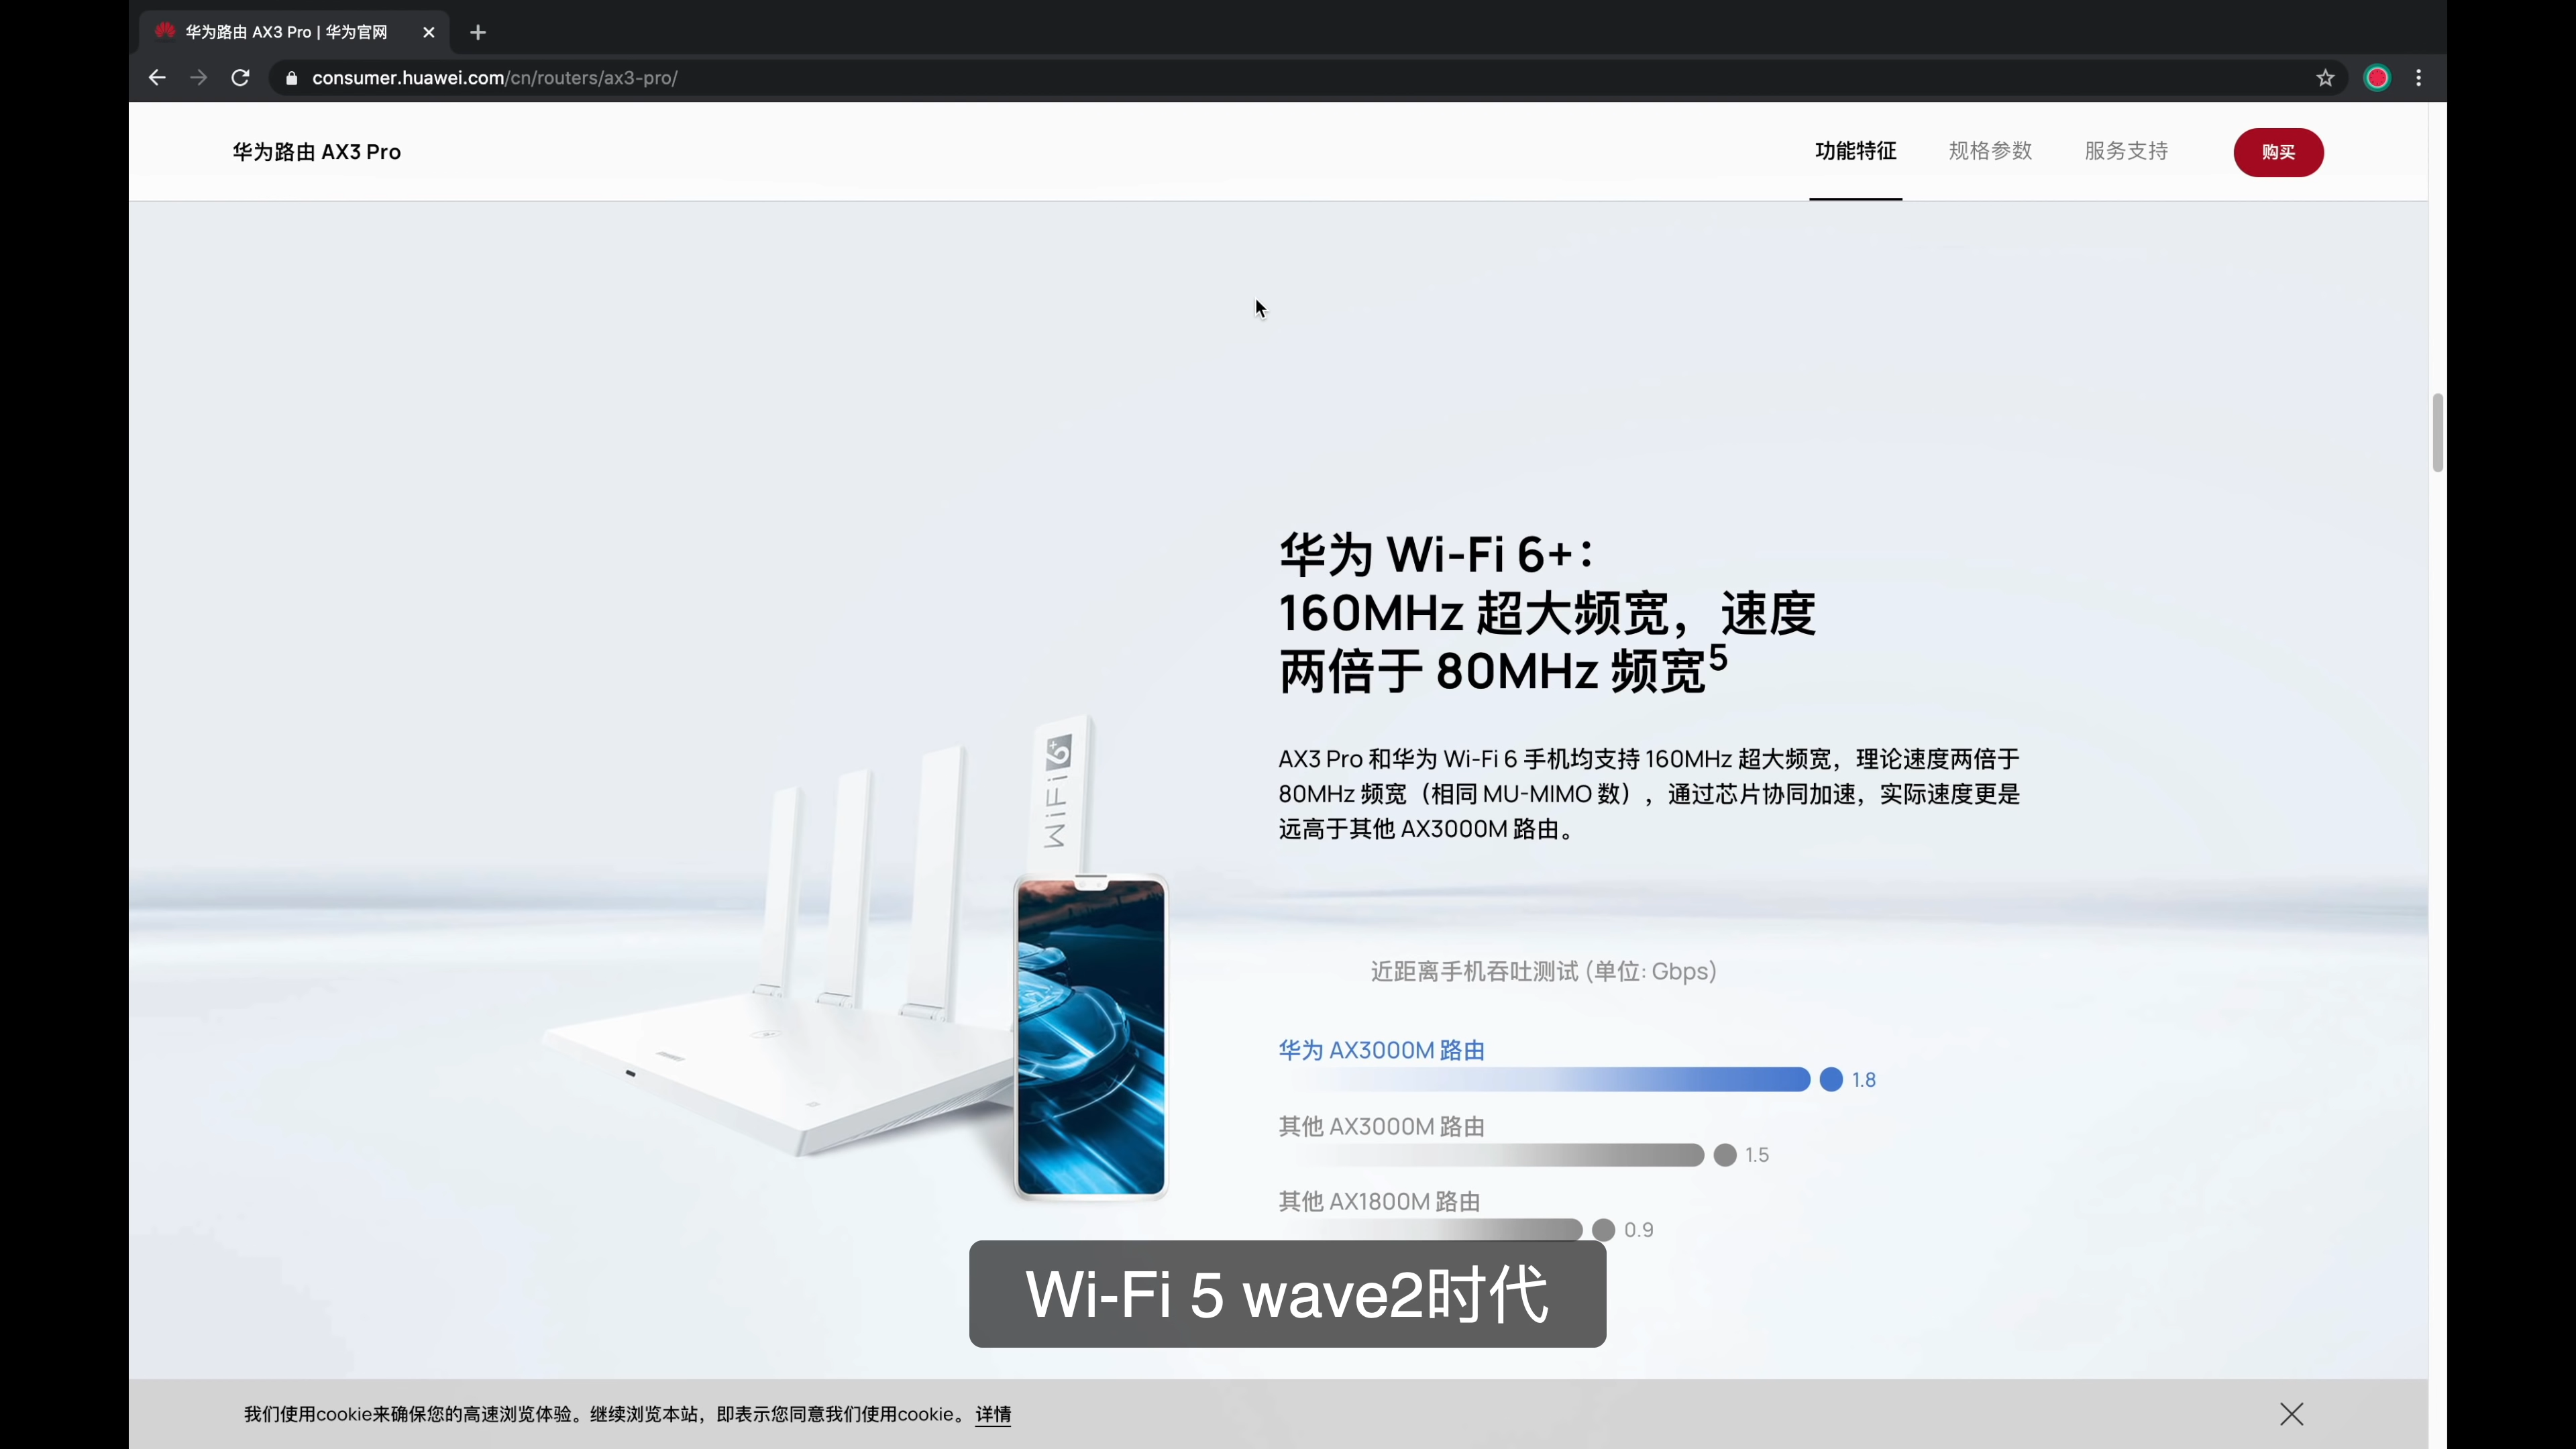 华为路由 AX3 Pro | 华为官网
consumer.huawei.com/cn/routers/ax3-pro/
华为路由 AX3 Pro
功能特征
规格参数
服务支持
购买
华为 Wi-Fi 6+：
160MHz 超大频宽，速度
两倍于 80MHz 频宽5
AX3 Pro 和华为 Wi-Fi 6 手机均支持 160MHz 超大频宽，理论速度两倍于
80MHz 频宽（相同 MU-MIMO 数），通过芯片协同加速，实际速度更是
远高于其他 AX3000M 路由。
WiFi 6+
近距离手机吞吐测试 (单位: Gbps)
华为 AX3000M 路由
1.8
其他 AX3000M 路由
1.5
其他 AX1800M 路由
0.9
Wi-Fi 5 wave2时代
我们使用cookie来确保您的高速浏览体验。继续浏览本站，即表示您同意我们使用cookie。 详情